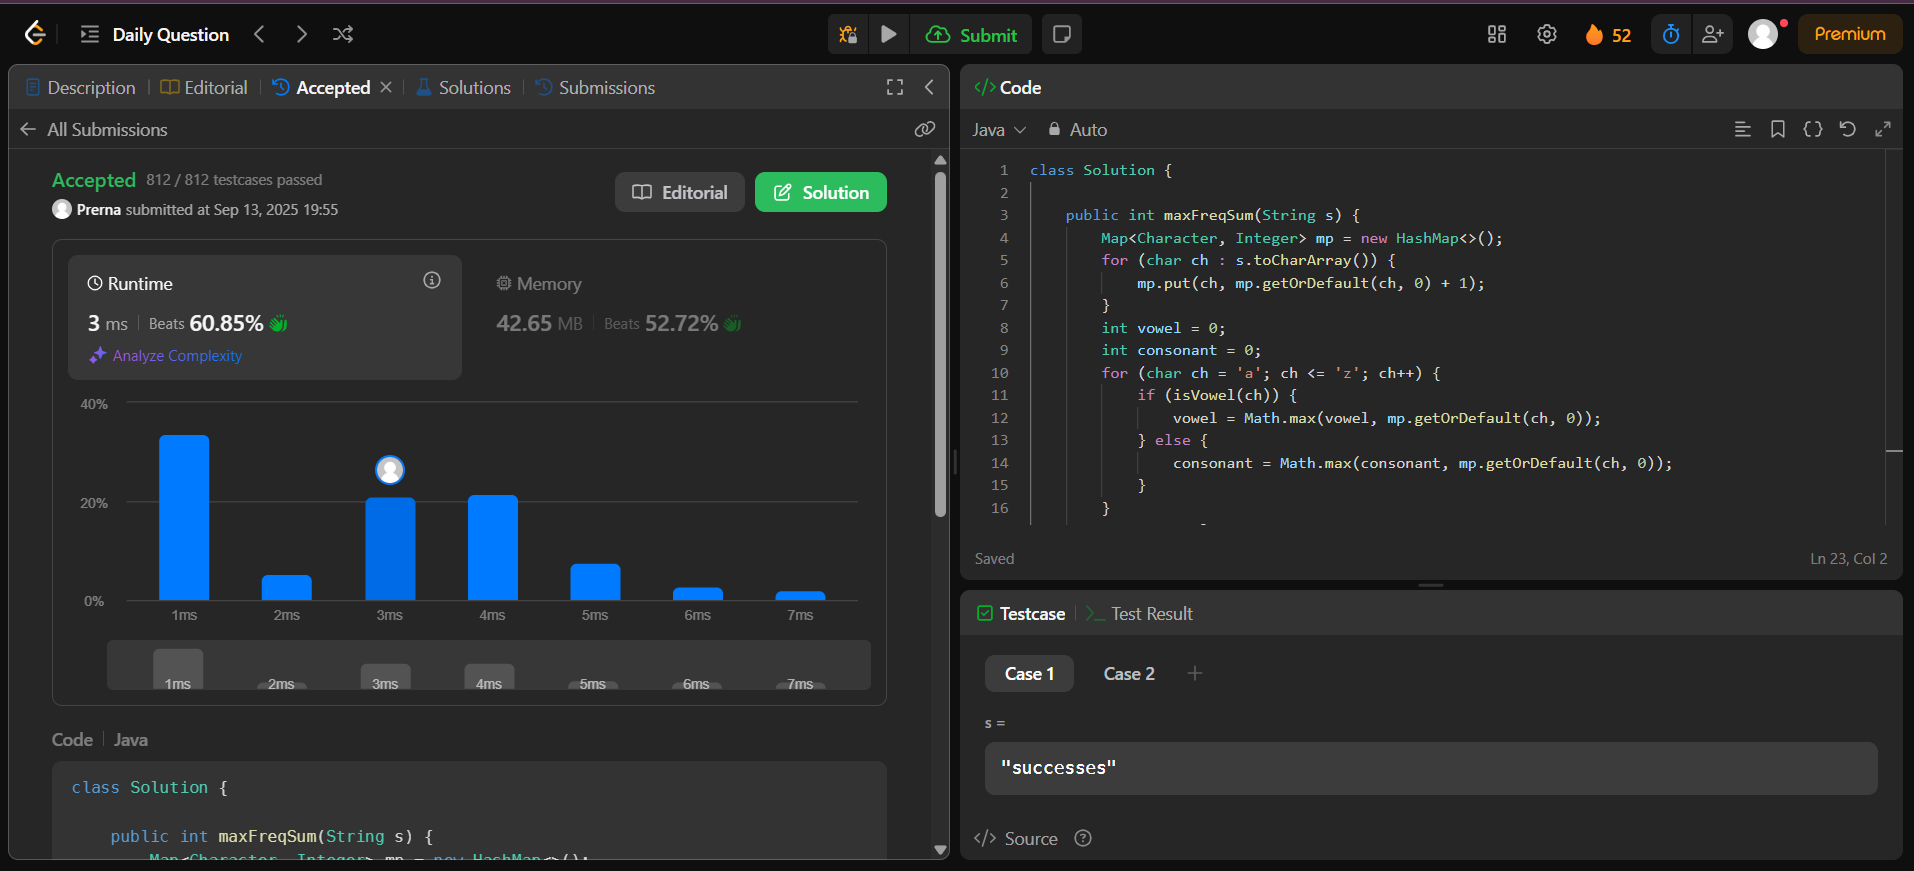 Daily Question
Submit
52
Premium
Description
Editorial
Accepted
Solutions
Submissions
All Submissions
Accepted 812 / 812 testcases passed
Prerna submitted at Sep 13, 2025 19:55
Editorial
Solution
Runtime
3 ms Beats 60.85%
Analyze Complexity
Memory
42.65 MB Beats 52.72%
40%
20%
0%
1ms 2ms 3ms 4ms 5ms 6ms 7ms
1ms 2ms 3ms 4ms 5ms 6ms 7ms
Code Java
class Solution {
public int maxFreqSum(String s) {
Map<Character, Integer> mp = new HashMap<>();
</> Code
Java Auto
1 class Solution {
2
3 public int maxFreqSum(String s) {
4 Map<Character, Integer> mp = new HashMap<>();
5 for (char ch : s.toCharArray()) {
6 mp.put(ch, mp.getOrDefault(ch, 0) + 1);
7 }
8 int vowel = 0;
9 int consonant = 0;
10 for (char ch = 'a'; ch <= 'z'; ch++) {
11 if (isVowel(ch)) {
12 vowel = Math.max(vowel, mp.getOrDefault(ch, 0));
13 } else {
14 consonant = Math.max(consonant, mp.getOrDefault(ch, 0));
15 }
16 }
Saved
Ln 23, Col 2
Testcase
>_ Test Result
Case 1
Case 2
+
s =
"successes"
</> Source